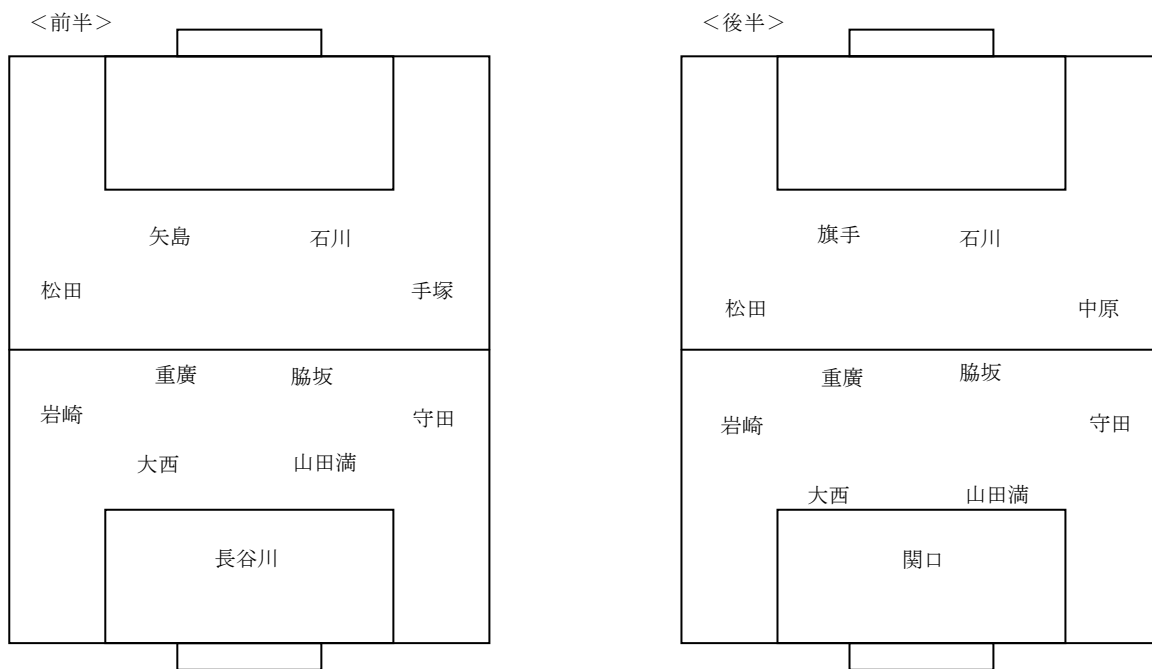 <前半>
矢島 石川
松田 手塚
重廣 脇坂
岩崎 守田
大西 山田満
長谷川
<後半>
旗手 石川
松田 中原
重廣 脇坂
岩崎 守田
大西 山田満
関口